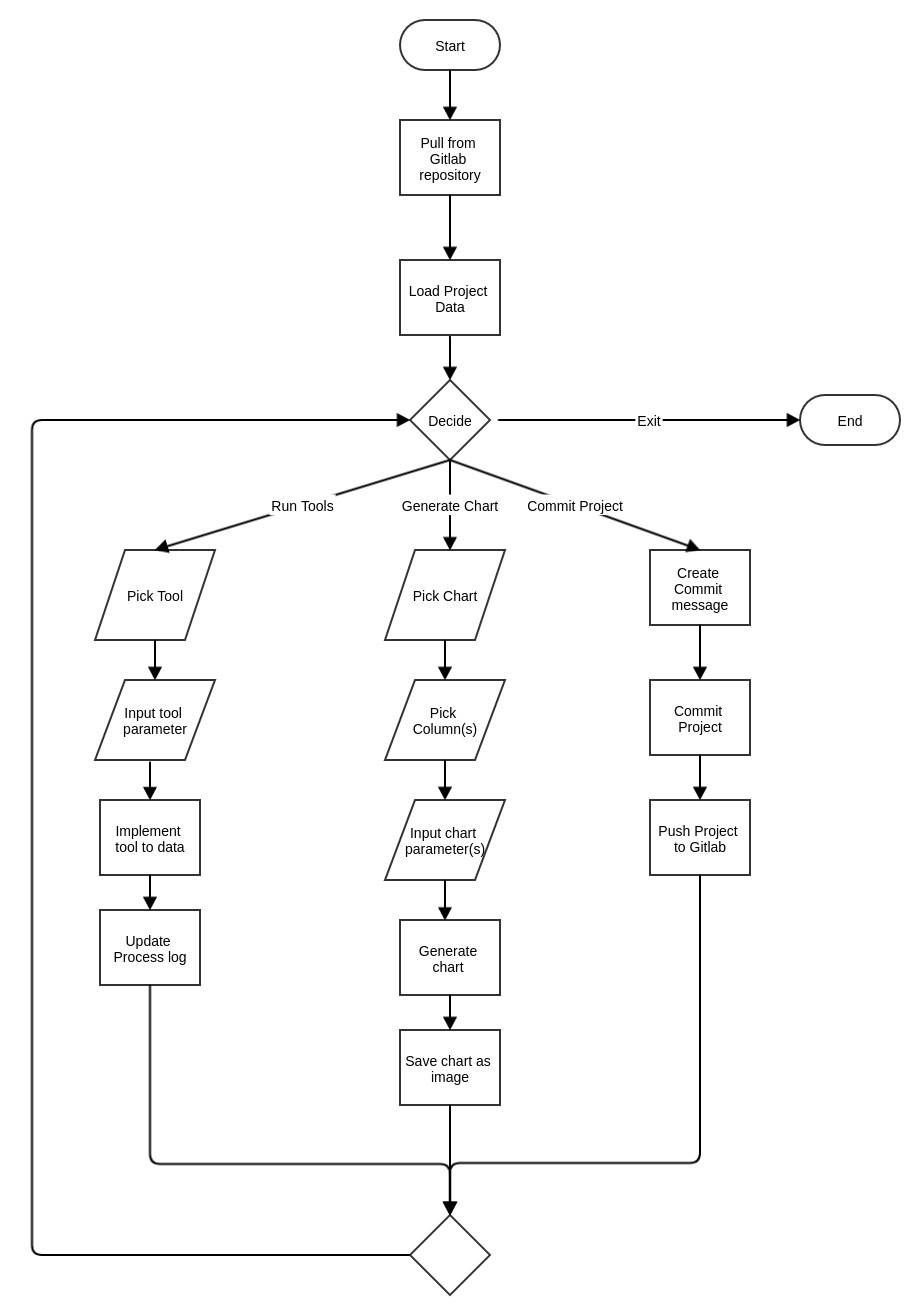 Start
Pull from
Gitlab
repository
Load Project
Data
Decide
Exit
End
Run Tools
Generate Chart
Commit Project
Pick Tool
Pick Chart
Create
Commit
message
Input tool
parameter
Pick
Column(s)
Commit
Project
Implement
tool to data
Input chart
parameter(s)
Push Project
to Gitlab
Update
Process log
Generate
chart
Save chart as
image